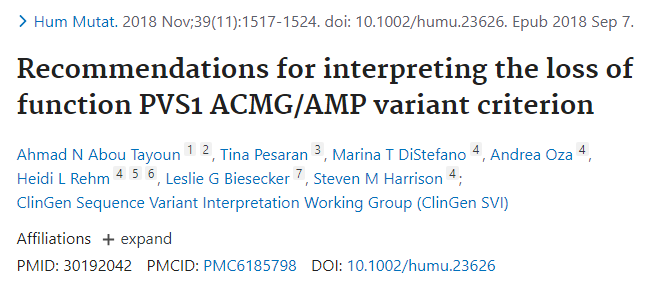 Hum Mutat. 2018 Nov;39(11):1517-1524. doi: 10.1002/humu.23626. Epub 2018 Sep 7.
Recommendations for interpreting the loss of
function PVS1 ACMG/AMP variant criterion
Ahmad N Abou Tayoun 1 2, Tina Pesaran 3, Marina T DiStefano 4, Andrea Oza 4,
Heidi L Rehm 4 5 6, Leslie G Biesecker 7, Steven M Harrison 4;
ClinGen Sequence Variant Interpretation Working Group (ClinGen SVI)
Affiliations + expand
PMID: 30192042 PMCID: PMC6185798 DOI: 10.1002/humu.23626